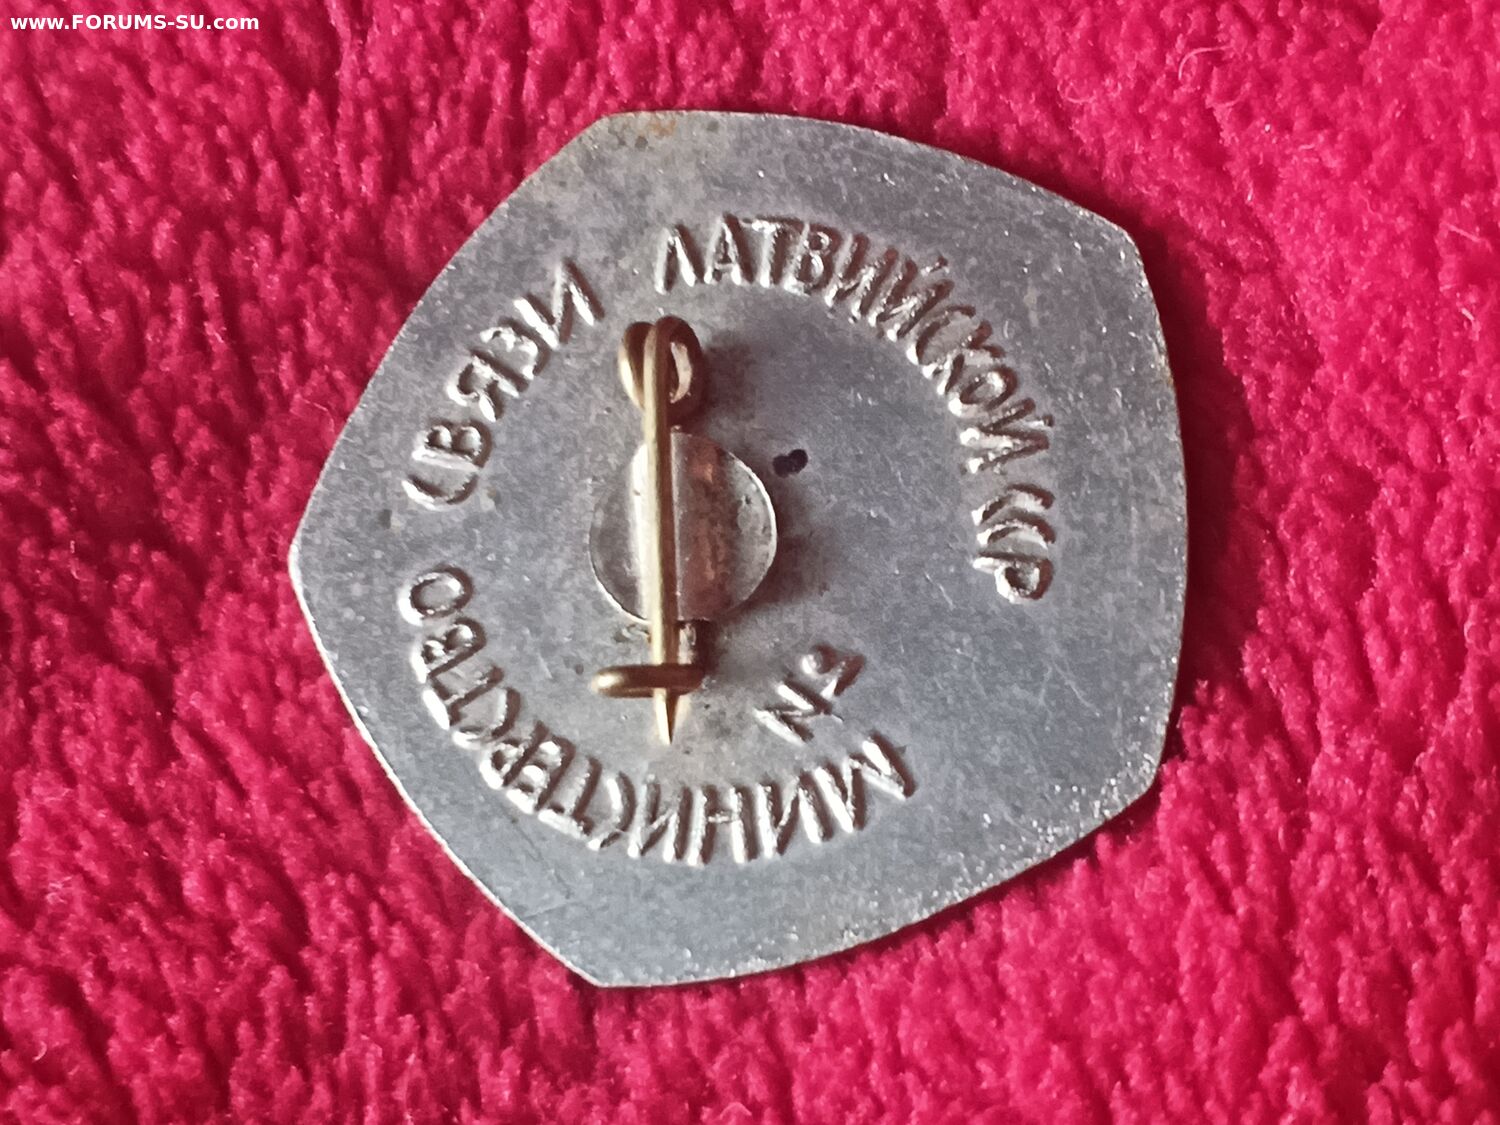 www.FORUMS-SU.com
МИНИСТЕРСТВО СВЯЗИ ЛАТВИЙСКОЙ ССР
№